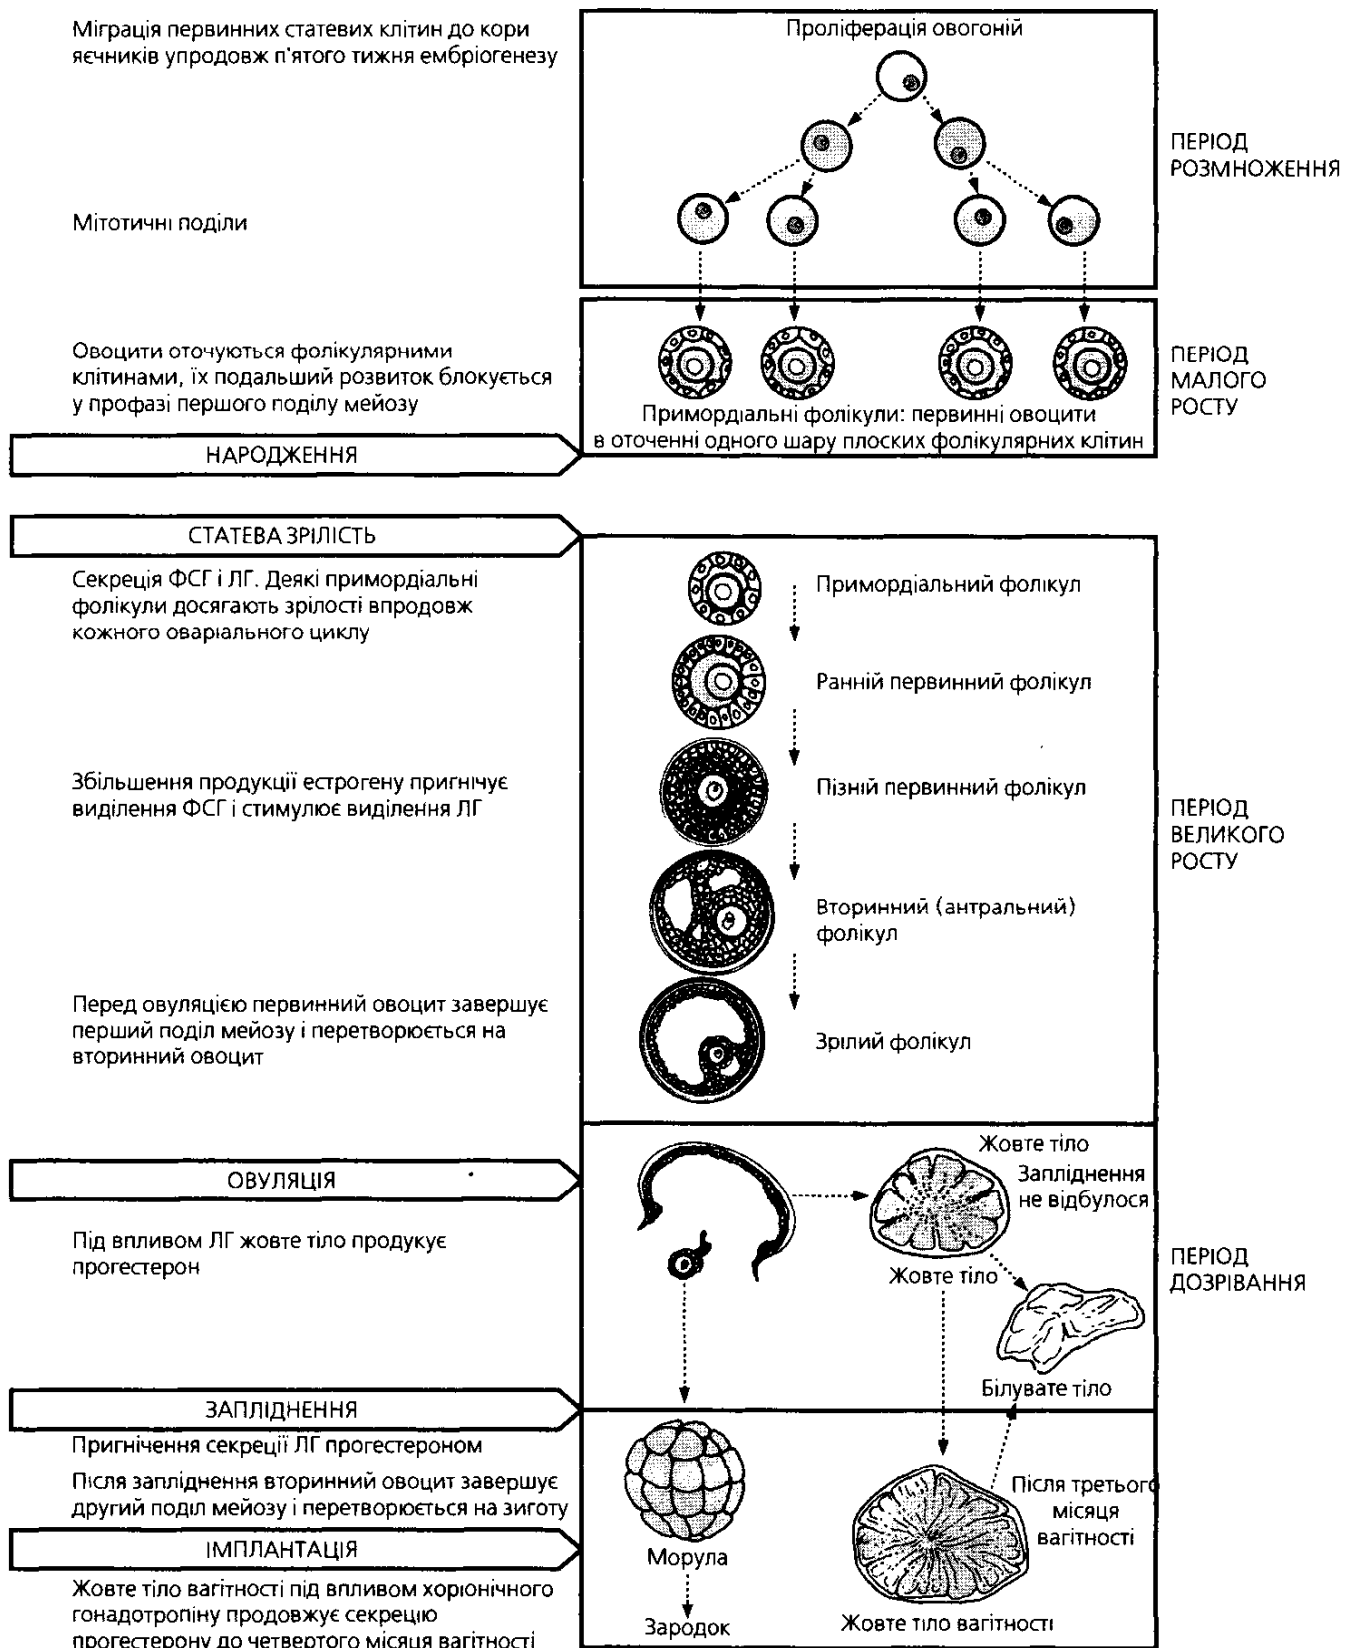 Міграція первинних статевих клітин до кори
яєчників упродовж п'ятого тижня ембріогенезу
Проліферація овогоній
ПЕРІОД
РОЗМНОЖЕННЯ
Мітотичні поділи
Овоцити оточуються фолікулярними
клітинами, їх подальший розвиток блокується
у профазі першого поділу мейозу
Примордіальні фолікули: первинні овоцити
в оточенні одного шару плоских фолікулярних клітин
ПЕРІОД
МАЛОГО
РОСТУ
НАРОДЖЕННЯ
СТАТЕВА ЗРІЛІСТЬ
Секреція ФСГ і ЛГ. Деякі примордіальні
фолікули досягають зрілості впродовж
кожного оваріального циклу
Примордіальний фолікул
Ранній первинний фолікул
Збільшення продукції естрогену пригнічує
виділення ФСГ і стимулює виділення ЛГ
Пізній первинний фолікул
ПЕРІОД
ВЕЛИКОГО
РОСТУ
Вторинний (антральний)
фолікул
Перед овуляцією первинний овоцит завершує
перший поділ мейозу і перетворюється на
вторинний овоцит
Зрілий фолікул
ОВУЛЯЦІЯ
Жовте тіло
Запліднення
не відбулося
Під впливом ЛГ жовте тіло продукує
прогестерон
Жовте тіло
ПЕРІОД
ДОЗРІВАННЯ
Білувате тіло
ЗАПЛІДНЕННЯ
Пригнічення секреції ЛГ прогестероном
Після запліднення вторинний овоцит завершує
другий поділ мейозу і перетворюється на зиготу
Після третього
місяця
вагітності
ІМПЛАНТАЦІЯ
Морула
Жовте тіло вагітності під впливом хоріонічного
гонадотропіну продовжує секрецію
прогестерону до четвертого місяця вагітності
Зародок
Жовте тіло вагітності